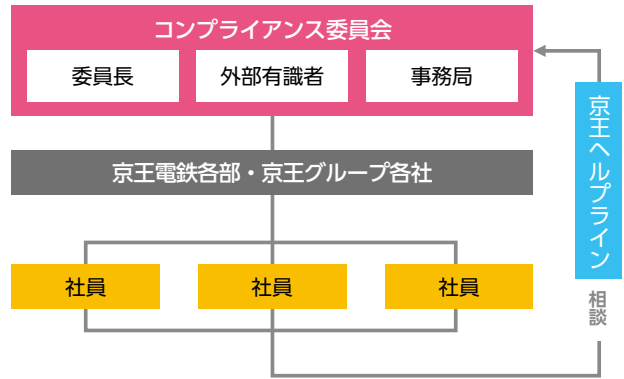 コンプライアンス委員会
委員長
外部有識者
事務局
京王ヘルプライン
京王電鉄各部・京王グループ各社
社員
社員
社員
相談